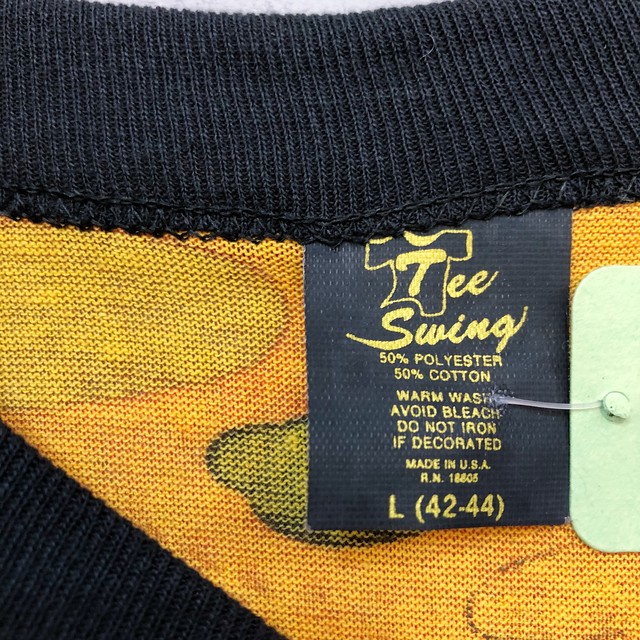 Tee
Swing
50% POLYESTER
50% COTTON
WARM WASH
AVOID BLEACH
DO NOT IRON
IF DECORATED
MADE IN U.S.A.
R.N. 18805
L (42-44)